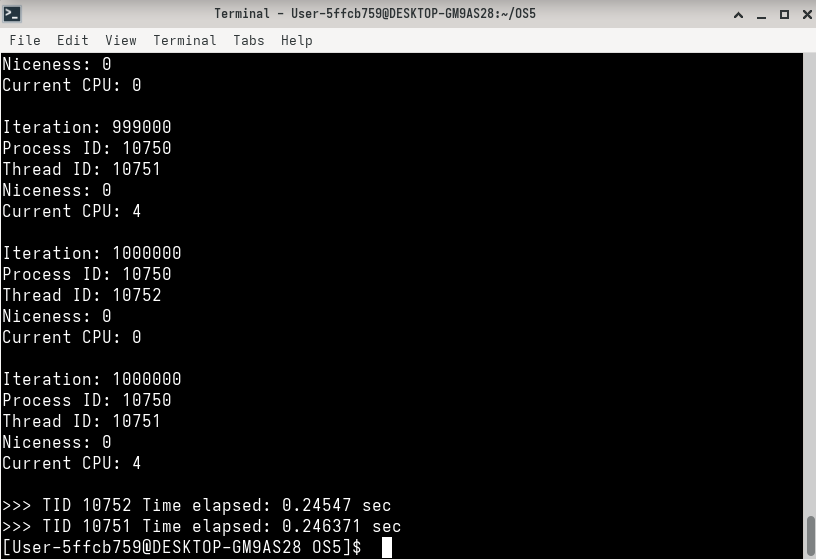 Terminal - User-5ffcb759@DESKTOP-GM9AS28:~/OS5
File Edit View Terminal Tabs Help
Niceness: 0
Current CPU: 0
Iteration: 999000
Process ID: 10750
Thread ID: 10751
Niceness: 0
Current CPU: 4
Iteration: 1000000
Process ID: 10750
Thread ID: 10752
Niceness: 0
Current CPU: 0
Iteration: 1000000
Process ID: 10750
Thread ID: 10751
Niceness: 0
Current CPU: 4
>>> TID 10752 Time elapsed: 0.24547 sec
>>> TID 10751 Time elapsed: 0.246371 sec
[User-5ffcb759@DESKTOP-GM9AS28 OS5]$